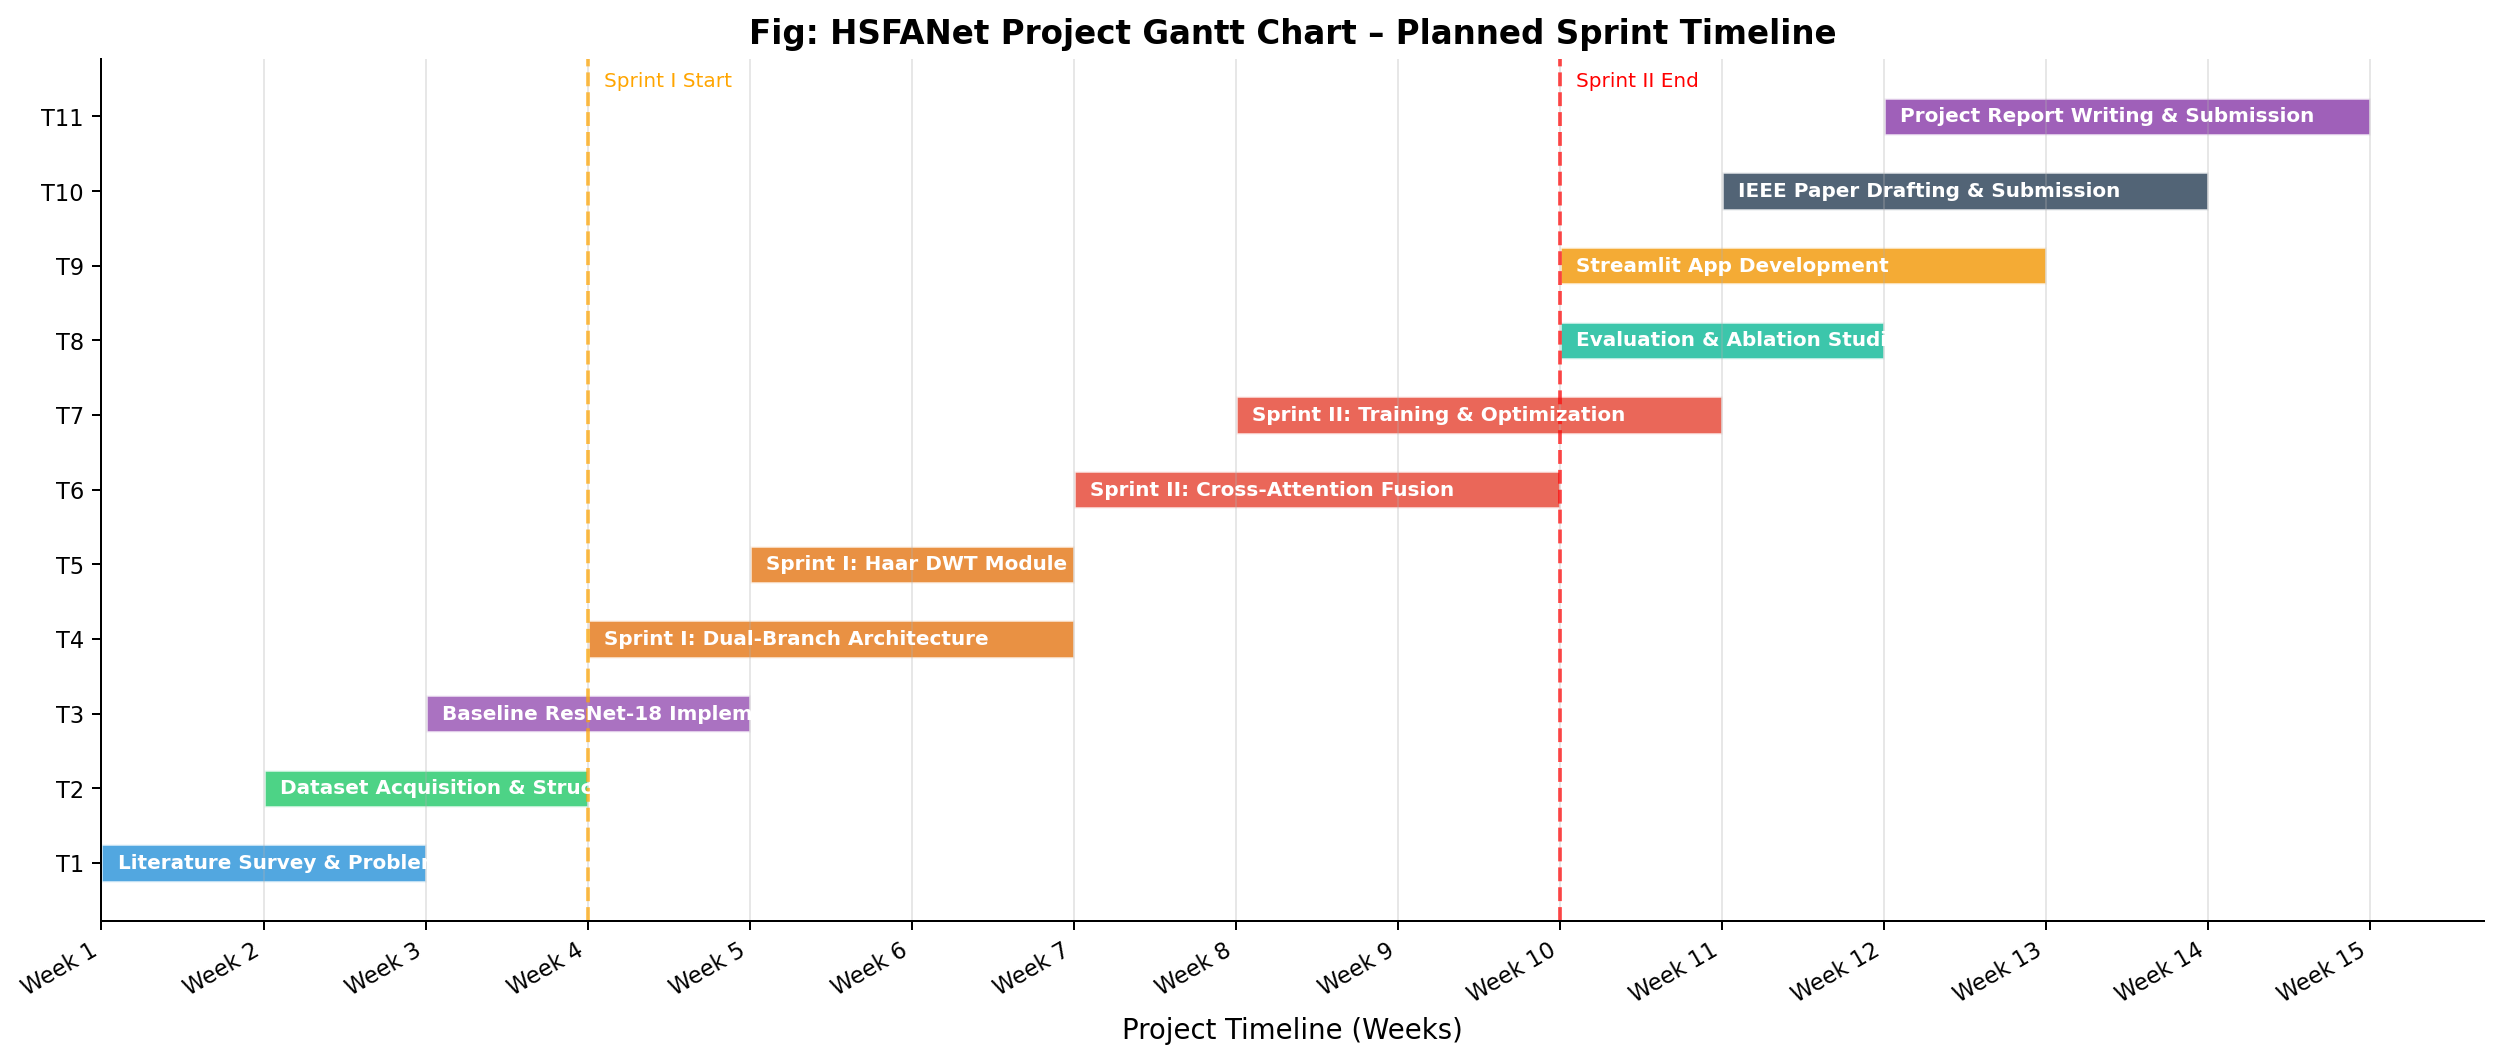 Fig: HSFANet Project Gantt Chart – Planned Sprint Timeline
Sprint I Start
Sprint II End
T11
Project Report Writing & Submission
T10
IEEE Paper Drafting & Submission
T9
Streamlit App Development
T8
Evaluation & Ablation Studi
T7
Sprint II: Training & Optimization
T6
Sprint II: Cross-Attention Fusion
T5
Sprint I: Haar DWT Module
T4
Sprint I: Dual-Branch Architecture
T3
Baseline ResNet-18 Implem
T2
Dataset Acquisition & Struc
T1
Literature Survey & Problem
Week 1
Week 2
Week 3
Week 4
Week 5
Week 6
Week 7
Week 8
Week 9
Week 10
Week 11
Week 12
Week 13
Week 14
Week 15
Project Timeline (Weeks)